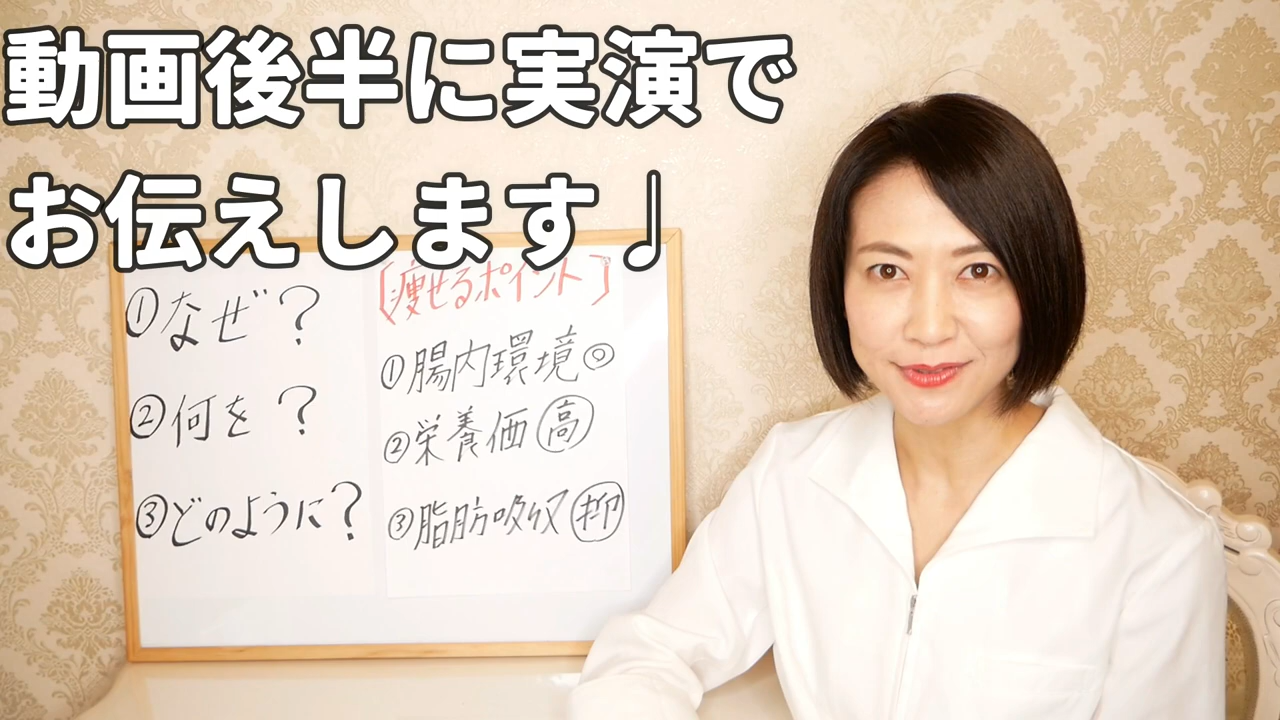 動画後半に実演で
お伝えします♩
①なぜ？
②何を？
③どのように？
[痩せるポイント]
①腸内環境◎
②栄養価高
③脂肪吸収抑